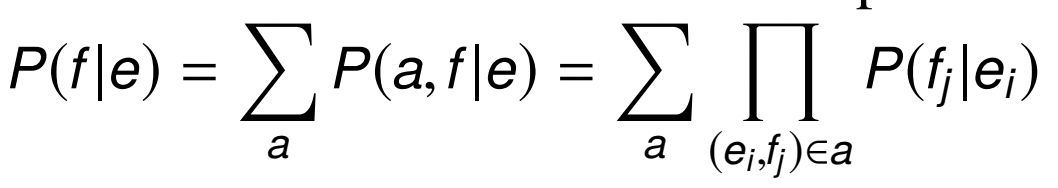 P(f|e) = ∑_a P(a, f|e) = ∑_a ∏_{(e_i,f_j)∈a} P(f_j|e_i)